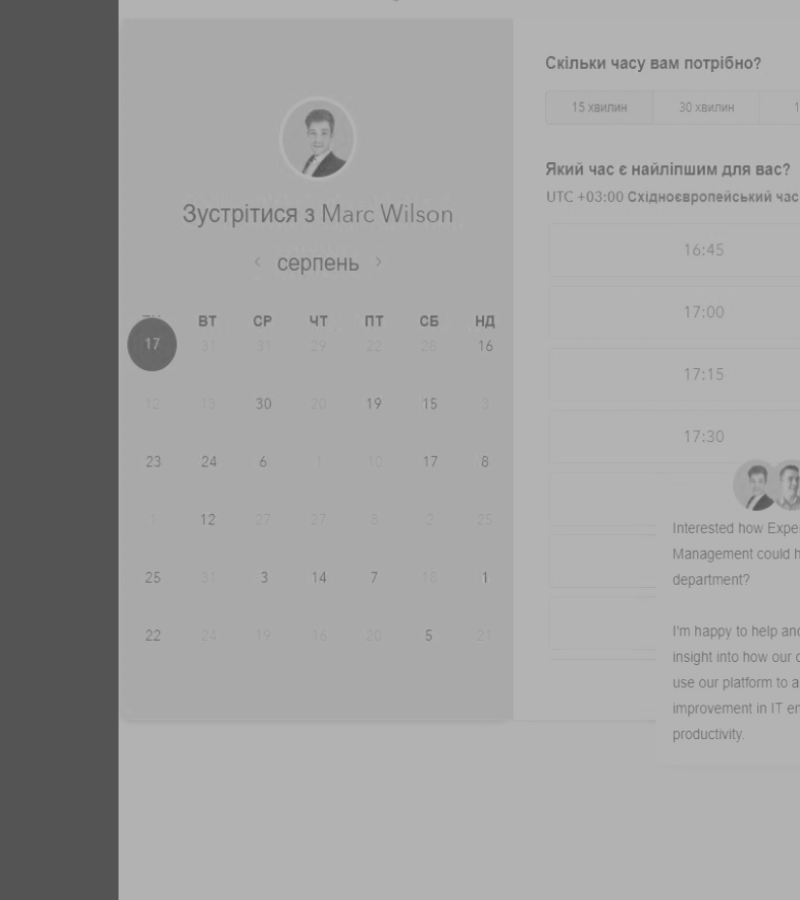 Зустрітися з Marc Wilson
‹ серпень ›
ВТ СР ЧТ ПТ СБ НД
17 31 31 29 22 28 16
12 13 30 20 19 15 3
23 24 6 1 10 17 8
1 12 27 27 8 2 25
25 31 3 14 7 18 1
22 24 19 16 20 5 21
Скільки часу вам потрібно?
15 хвилин 30 хвилин 1
Який час є найліпшим для вас?
UTC +03:00 Східноєвропейський час
16:45
17:00
17:15
17:30
Interested how Expe
Management could h
department?
I'm happy to help and
insight into how our c
use our platform to a
improvement in IT en
productivity.